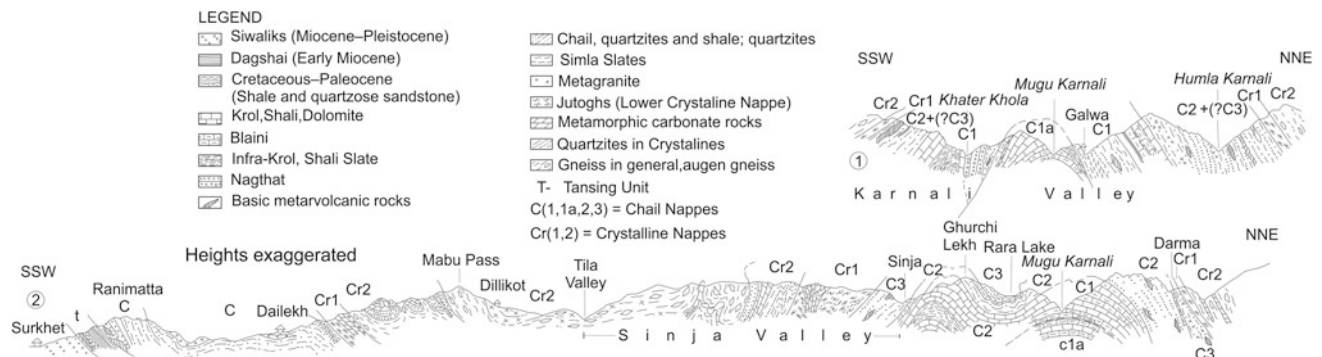 LEGEND
Siwaliks (Miocene–Pleistocene)
Dagshai (Early Miocene)
Cretaceous–Paleocene
(Shale and quartzose sandstone)
Krol,Shali,Dolomite
Blaini
Infra-Krol, Shali Slate
Nagthat
Basic metarvolcanic rocks
Chail, quartzites and shale; quartzites
Simla Slates
Metagranite
Jutoghs (Lower Crystaline Nappe)
Metamorphic carbonate rocks
Quartzites in Crystalines
Gneiss in general,augen gneiss
T- Tansing Unit
C(1,1a,2,3) = Chail Nappes
Cr(1,2) = Crystalline Nappes
SSW NNE
Mugu Karnali Humla Karnali
Cr2 Cr1 Khater Khola Cr1 Cr2
C2+(?C3) C2 +(?C3)
C1 C1a Galwa C1
1
Karnali Valley
Heights exaggerated
SSW NNE
2
Surkhet t Ranimatta C C Dailekh Cr1 Cr2 Mabu Pass Dillikot Cr2 Tila
Valley
Cr2 Cr1 Sinja C3 C2 Ghurchi
Lekh C3 Rara Lake C2 Mugu Karnali C1 C2 Darma Cr1 Cr2
Sinja Valley C2 c1a C3